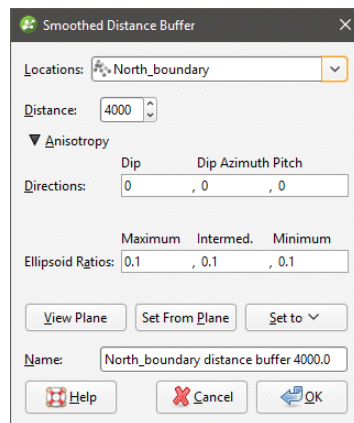 Smoothed Distance Buffer
Locations: North_boundary
Distance: 4000
Anisotropy
Dip Dip Azimuth Pitch
Directions: 0 , 0 , 0
Maximum Intermed. Minimum
Ellipsoid Ratios: 0.1 , 0.1 , 0.1
View Plane Set From Plane Set to
Name: North_boundary distance buffer 4000.0
Help Cancel OK